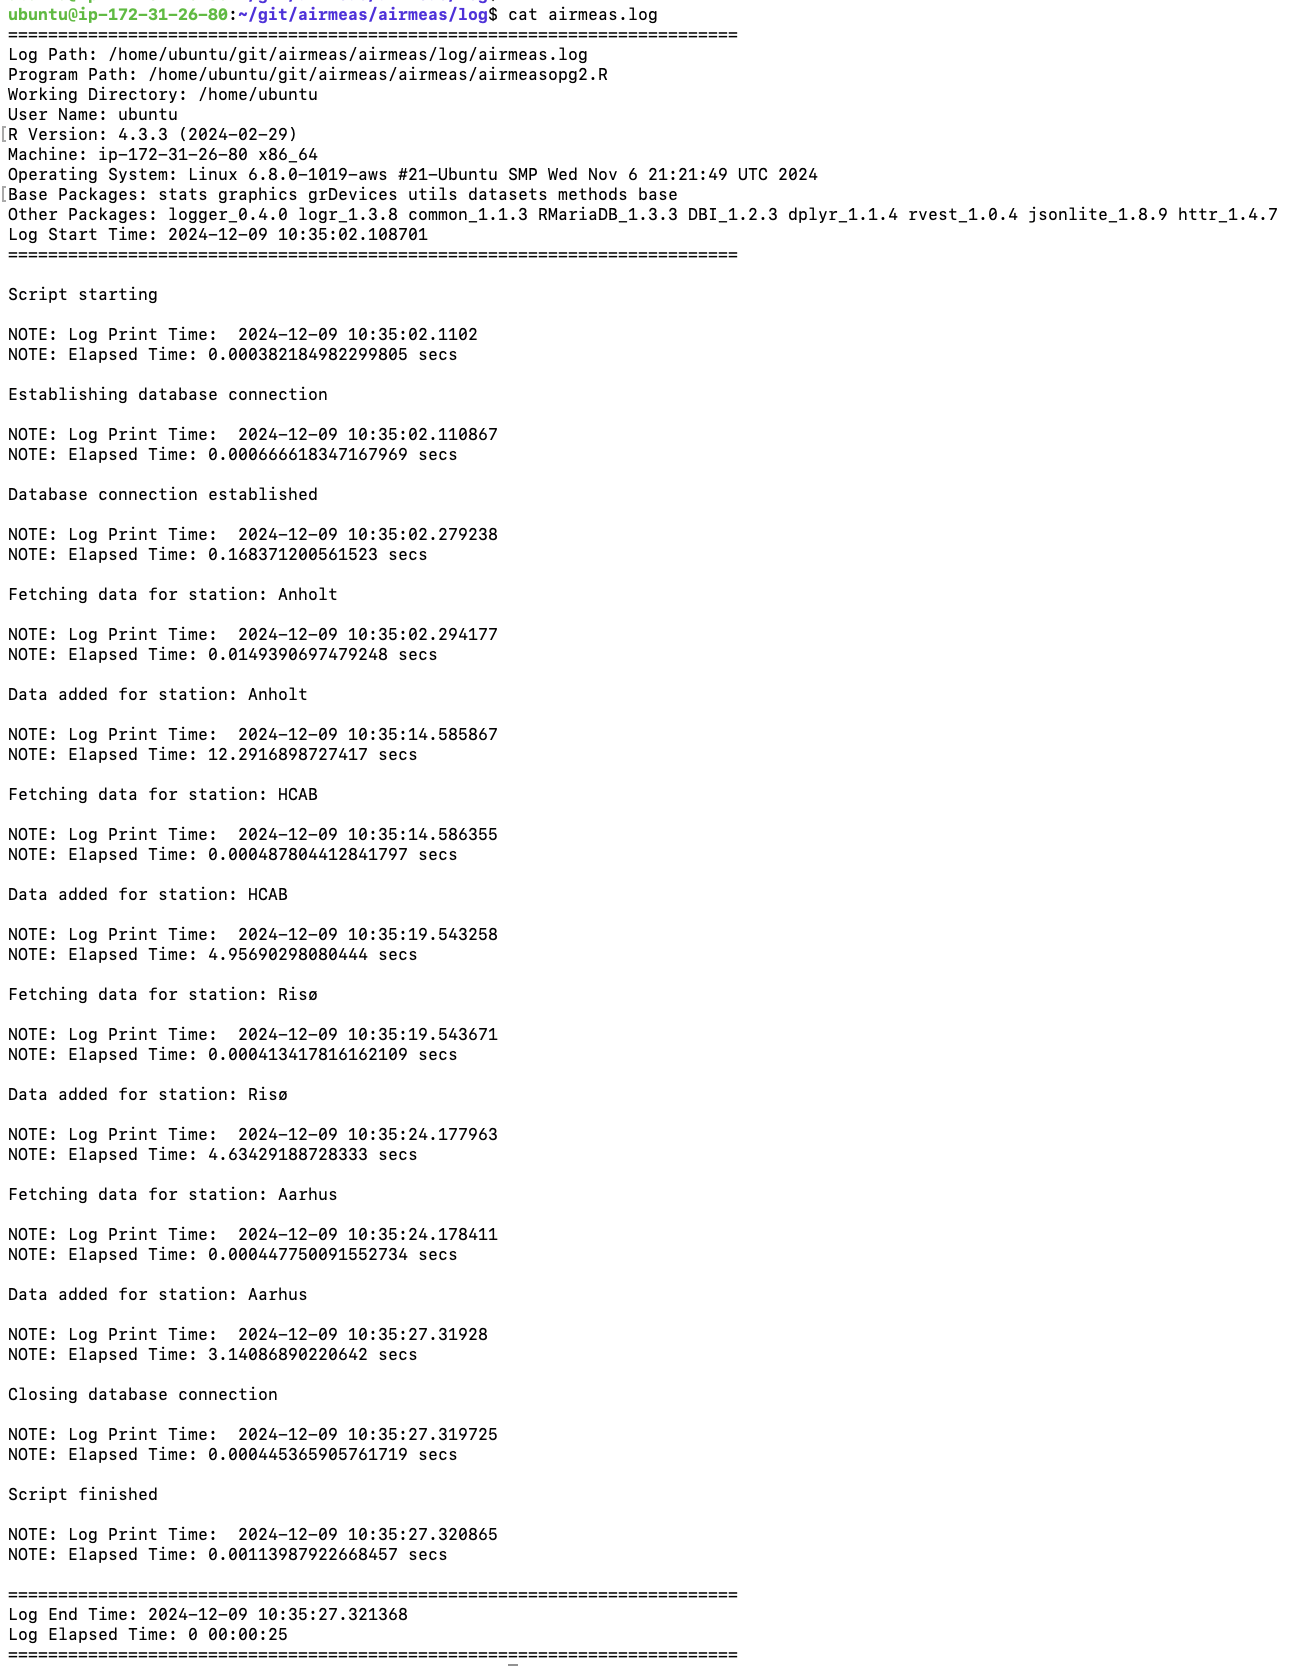 ubuntu@ip-172-31-26-80:~/git/airmeas/airmeas/log$ cat airmeas.log
=========================================================================
Log Path: /home/ubuntu/git/airmeas/airmeas/log/airmeas.log
Program Path: /home/ubuntu/git/airmeas/airmeas/airmeasopg2.R
Working Directory: /home/ubuntu
User Name: ubuntu
[R Version: 4.3.3 (2024-02-29)
Machine: ip-172-31-26-80 x86_64
Operating System: Linux 6.8.0-1019-aws #21-Ubuntu SMP Wed Nov 6 21:21:49 UTC 2024
[Base Packages: stats graphics grDevices utils datasets methods base
Other Packages: logger_0.4.0 logr_1.3.8 common_1.1.3 RMariaDB_1.3.3 DBI_1.2.3 dplyr_1.1.4 rvest_1.0.4 jsonlite_1.8.9 httr_1.4.7
Log Start Time: 2024-12-09 10:35:02.108701
=========================================================================
Script starting
NOTE: Log Print Time:  2024-12-09 10:35:02.1102
NOTE: Elapsed Time: 0.000382184982299805 secs
Establishing database connection
NOTE: Log Print Time:  2024-12-09 10:35:02.110867
NOTE: Elapsed Time: 0.000666618347167969 secs
Database connection established
NOTE: Log Print Time:  2024-12-09 10:35:02.279238
NOTE: Elapsed Time: 0.168371200561523 secs
Fetching data for station: Anholt
NOTE: Log Print Time:  2024-12-09 10:35:02.294177
NOTE: Elapsed Time: 0.0149390697479248 secs
Data added for station: Anholt
NOTE: Log Print Time:  2024-12-09 10:35:14.585867
NOTE: Elapsed Time: 12.2916898727417 secs
Fetching data for station: HCAB
NOTE: Log Print Time:  2024-12-09 10:35:14.586355
NOTE: Elapsed Time: 0.000487804412841797 secs
Data added for station: HCAB
NOTE: Log Print Time:  2024-12-09 10:35:19.543258
NOTE: Elapsed Time: 4.95690298080444 secs
Fetching data for station: Risø
NOTE: Log Print Time:  2024-12-09 10:35:19.543671
NOTE: Elapsed Time: 0.000413417816162109 secs
Data added for station: Risø
NOTE: Log Print Time:  2024-12-09 10:35:24.177963
NOTE: Elapsed Time: 4.63429188728333 secs
Fetching data for station: Aarhus
NOTE: Log Print Time:  2024-12-09 10:35:24.178411
NOTE: Elapsed Time: 0.000447750091552734 secs
Data added for station: Aarhus
NOTE: Log Print Time:  2024-12-09 10:35:27.31928
NOTE: Elapsed Time: 3.14086890220642 secs
Closing database connection
NOTE: Log Print Time:  2024-12-09 10:35:27.319725
NOTE: Elapsed Time: 0.000445365905761719 secs
Script finished
NOTE: Log Print Time:  2024-12-09 10:35:27.320865
NOTE: Elapsed Time: 0.00113987922668457 secs
=========================================================================
Log End Time: 2024-12-09 10:35:27.321368
Log Elapsed Time: 0 00:00:25
=========================================================================